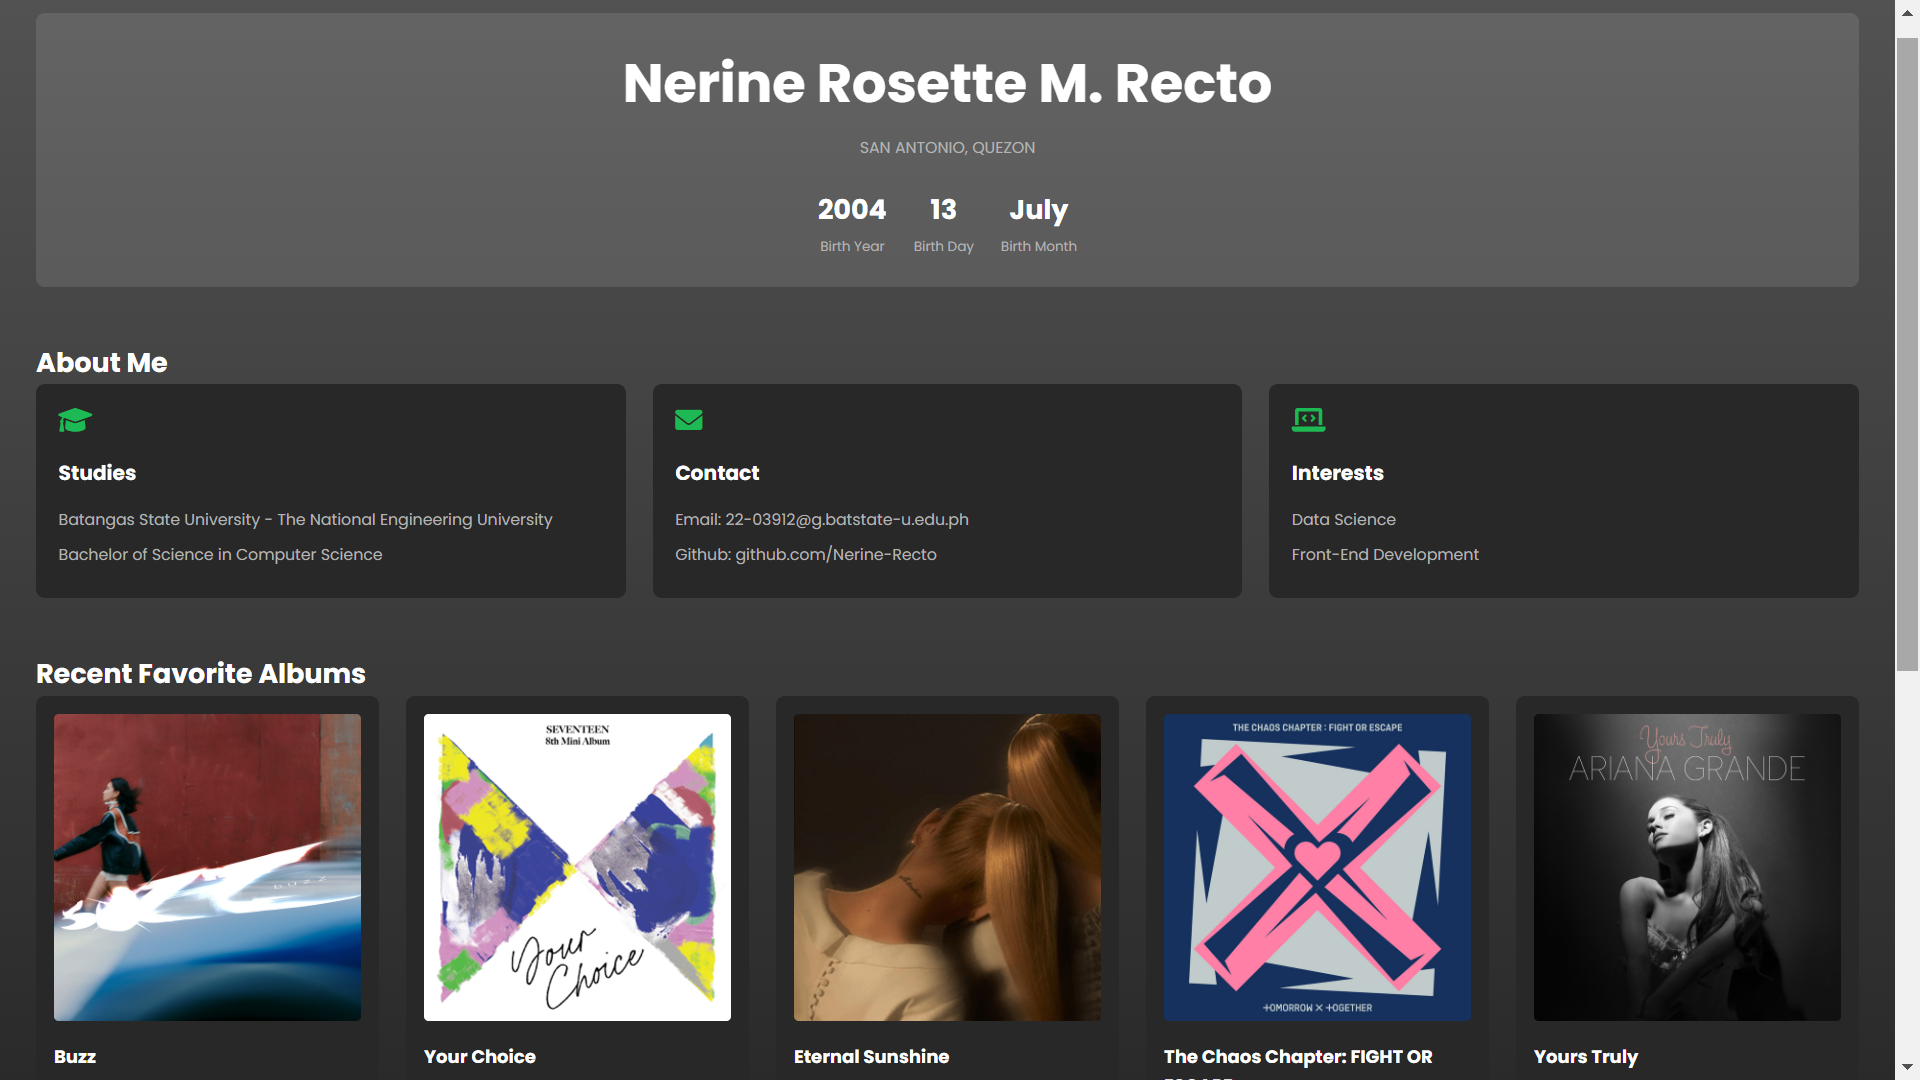 Nerine Rosette M. Recto
SAN ANTONIO, QUEZON
2004 13 July
Birth Year Birth Day Birth Month
About Me
Studies
Batangas State University - The National Engineering University
Bachelor of Science in Computer Science
Contact
Email: 22-03912@g.batstate-u.edu.ph
Github: github.com/Nerine-Recto
Interests
Data Science
Front-End Development
Recent Favorite Albums
BUZZ
Buzz
SEVENTEEN
8th Mini Album
Your
Choice
Your Choice
Eternal Sunshine
THE CHAOS CHAPTER : FIGHT OR ESCAPE
TOMORROW X TOGETHER
The Chaos Chapter: FIGHT OR
Yours Truly
ARIANA GRANDE
Yours Truly